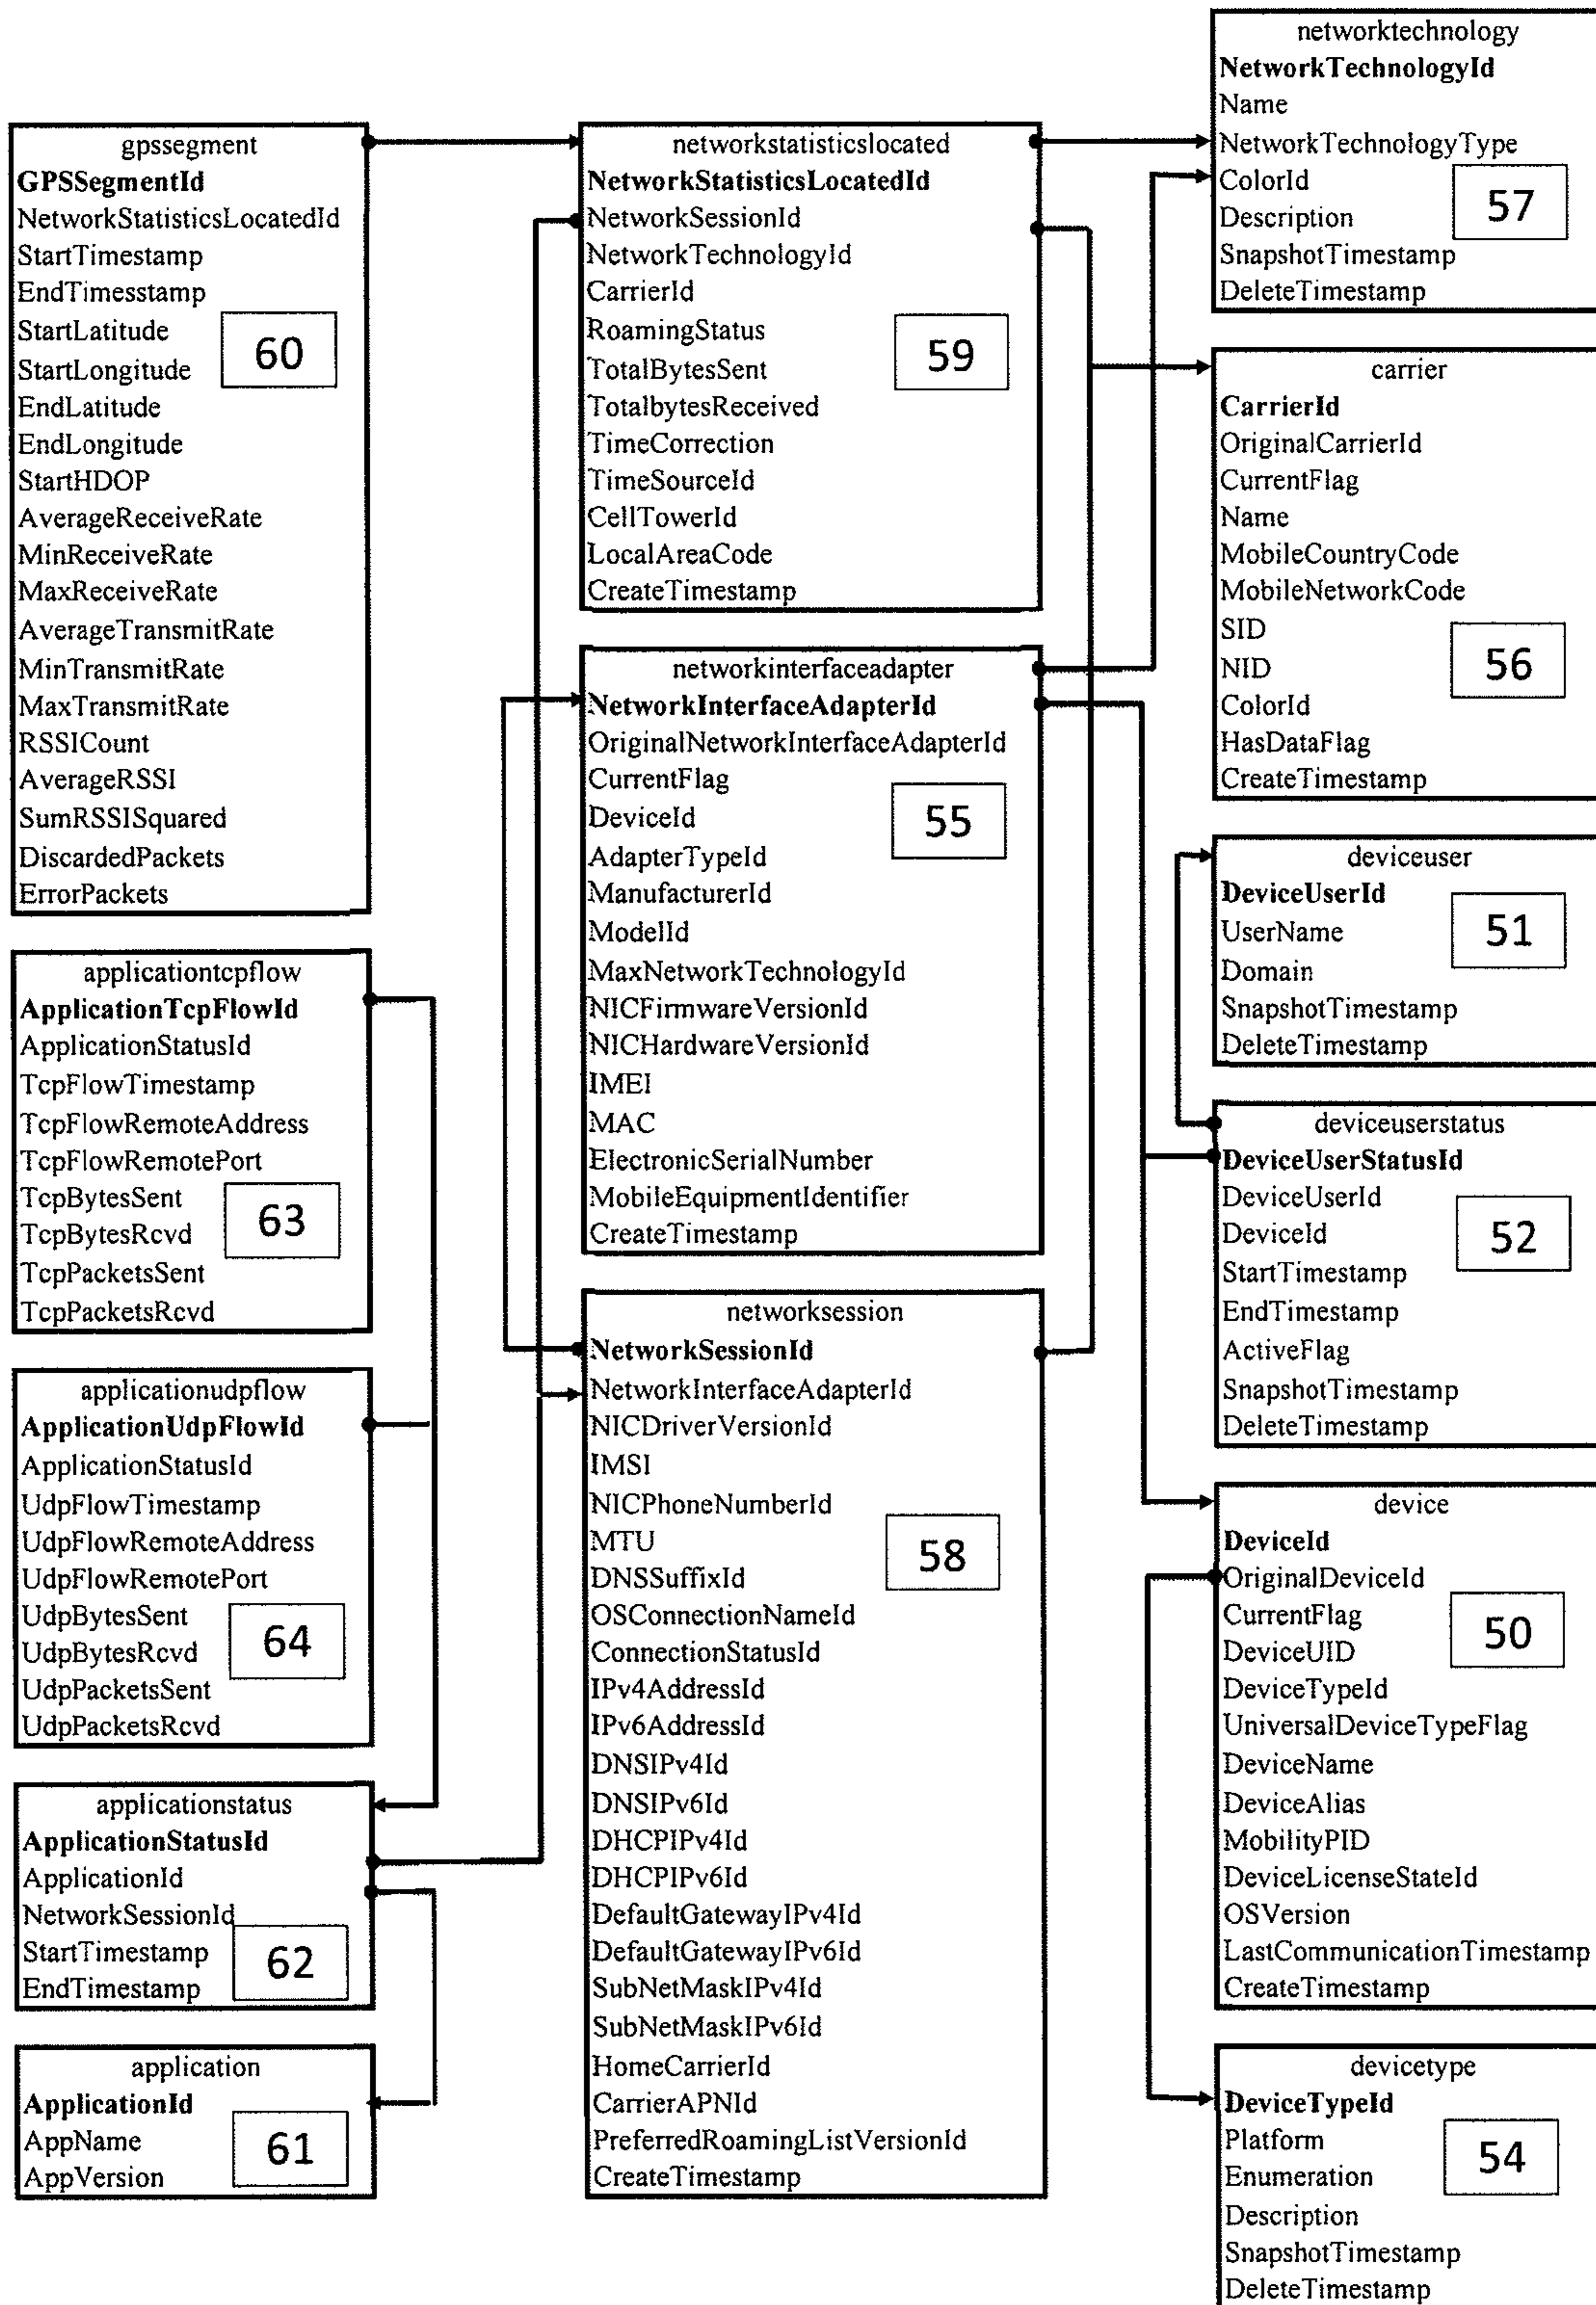 gpssegment
GPSSegmentId
NetworkStatisticsLocatedId
StartTimestamp
EndTimesstamp
StartLatitude
StartLongitude
EndLatitude
EndLongitude
StartHDOP
AverageReceiveRate
MinReceiveRate
MaxReceiveRate
AverageTransmitRate
MinTransmitRate
MaxTransmitRate
RSSICount
AverageRSSI
SumRSSISquared
DiscardedPackets
ErrorPackets
60
applicationtcpflow
ApplicationTcpFlowId
ApplicationStatusId
TcpFlowTimestamp
TcpFlowRemoteAddress
TcpFlowRemotePort
TcpBytesSent
TcpBytesRcvd
TcpPacketsSent
TcpPacketsRcvd
63
applicationudpflow
ApplicationUdpFlowId
ApplicationStatusId
UdpFlowTimestamp
UdpFlowRemoteAddress
UdpFlowRemotePort
UdpBytesSent
UdpBytesRcvd
UdpPacketsSent
UdpPacketsRcvd
64
applicationstatus
ApplicationStatusId
ApplicationId
NetworkSessionId
StartTimestamp
EndTimestamp
62
application
ApplicationId
AppName
AppVersion
61
networkstatisticslocated
NetworkStatisticsLocatedId
NetworkSessionId
NetworkTechnologyId
CarrierId
RoamingStatus
TotalBytesSent
TotalbytesReceived
TimeCorrection
TimeSourceId
CellTowerId
LocalAreaCode
CreateTimestamp
59
networkinterfaceadapter
NetworkInterfaceAdapterId
OriginalNetworkInterfaceAdapterId
CurrentFlag
DeviceId
AdapterTypeId
ManufacturerId
ModelId
MaxNetworkTechnologyId
NICFirmwareVersionId
NICHardwareVersionId
IMEI
MAC
ElectronicSerialNumber
MobileEquipmentIdentifier
CreateTimestamp
55
networksession
NetworkSessionId
NetworkInterfaceAdapterId
NICDriverVersionId
IMSI
NICPhoneNumberId
MTU
DNSSuffixId
OSConnectionNameId
ConnectionStatusId
IPv4AddressId
IPv6AddressId
DNSIPv4Id
DNSIPv6Id
DHCPIPv4Id
DHCPIPv6Id
DefaultGatewayIPv4Id
DefaultGatewayIPv6Id
SubNetMaskIPv4Id
SubNetMaskIPv6Id
HomeCarrierId
CarrierAPNId
PreferredRoamingListVersionId
CreateTimestamp
58
networktechnology
NetworkTechnologyId
Name
NetworkTechnologyType
ColorId
Description
SnapshotTimestamp
DeleteTimestamp
57
carrier
CarrierId
OriginalCarrierId
CurrentFlag
Name
MobileCountryCode
MobileNetworkCode
SID
NID
ColorId
HasDataFlag
CreateTimestamp
56
deviceuser
DeviceUserId
UserName
Domain
SnapshotTimestamp
DeleteTimestamp
51
deviceuserstatus
DeviceUserStatusId
DeviceUserId
DeviceId
StartTimestamp
EndTimestamp
ActiveFlag
SnapshotTimestamp
DeleteTimestamp
52
device
DeviceId
OriginalDeviceId
CurrentFlag
DeviceUID
DeviceTypeId
UniversalDeviceTypeFlag
DeviceName
DeviceAlias
MobilityPID
DeviceLicenseStateId
OSVersion
LastCommunicationTimestamp
CreateTimestamp
50
devicetype
DeviceTypeId
Platform
Enumeration
Description
SnapshotTimestamp
DeleteTimestamp
54